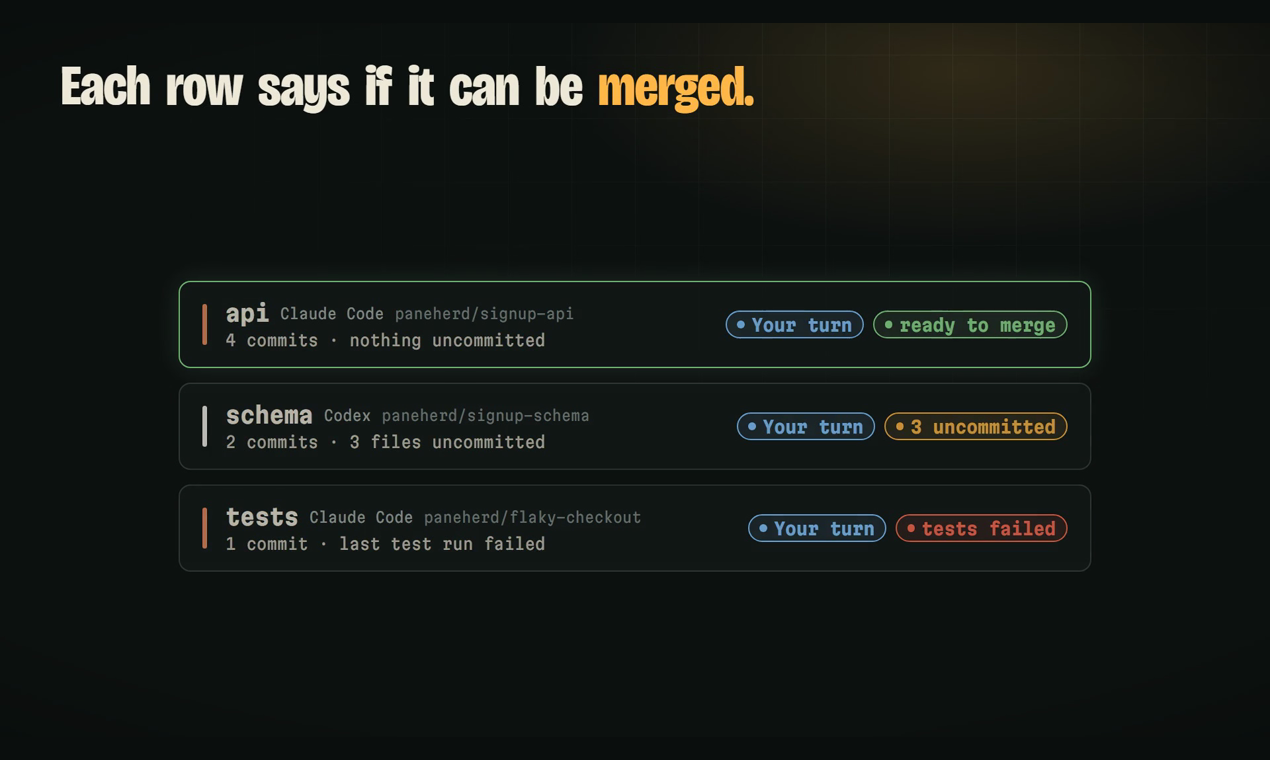 Each row says if it can be merged.
api Claude Code paneherd/signup-api
4 commits · nothing uncommitted
Your turn
ready to merge
schema Codex paneherd/signup-schema
2 commits · 3 files uncommitted
Your turn
3 uncommitted
tests Claude Code paneherd/flaky-checkout
1 commit · last test run failed
Your turn
tests failed